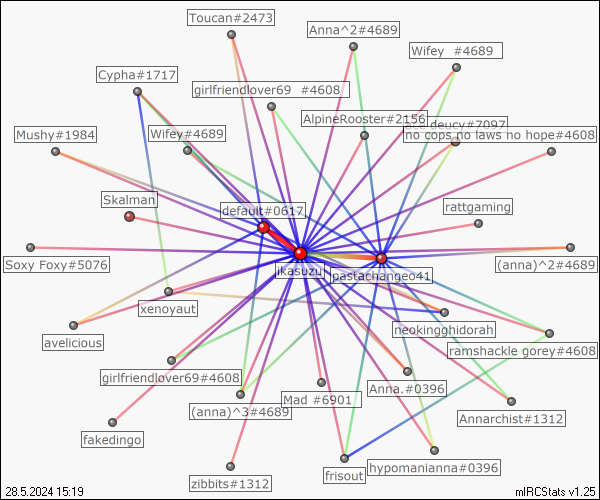 Toucan#2473
Anna^2#4689
Wifey  #4689
Cypha#1717
girlfriendlover69  #4608
AlpineRooster#2156
deucy#7097
no cops no laws no hope#4608
Mushy#1984
Wifey#4689
Skalman
default#0617
rattgaming
Soxy Foxy#5076
ikasuzu
pastachangeo41
(anna)^2#4689
xenoyaut
neokingghidorah
avelicious
ramshackle gorey#4608
girlfriendlover69#4608
Anna.#0396
Mad #6901
(anna)^3#4689
Annarchist#1312
fakedingo
hypomanianna#0396
frisout
zibbits#1312
28.5.2024 15:19
mIRCStats v1.25